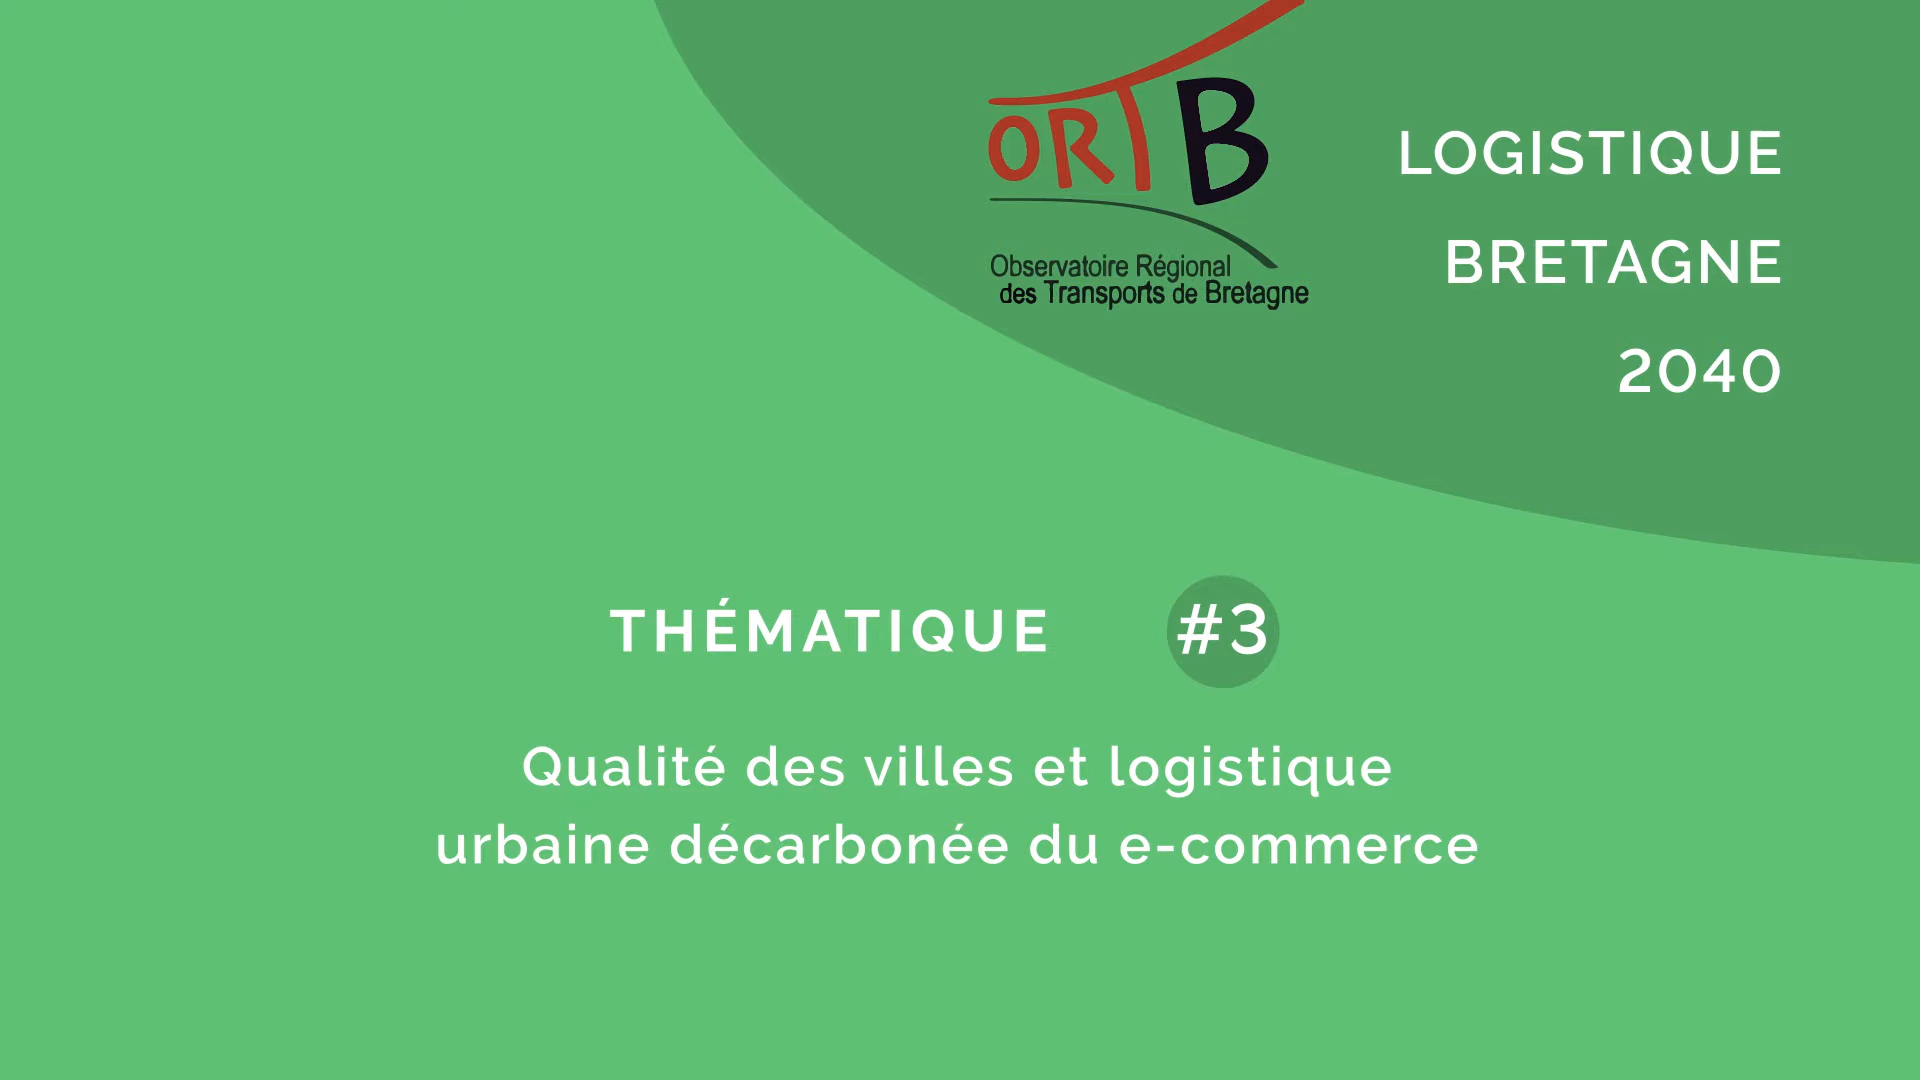 ORTB
Observatoire Régional
des Transports de Bretagne
LOGISTIQUE
BRETAGNE
2040
THÉMATIQUE #3
Qualité des villes et logistique
urbaine décarbonée du e-commerce